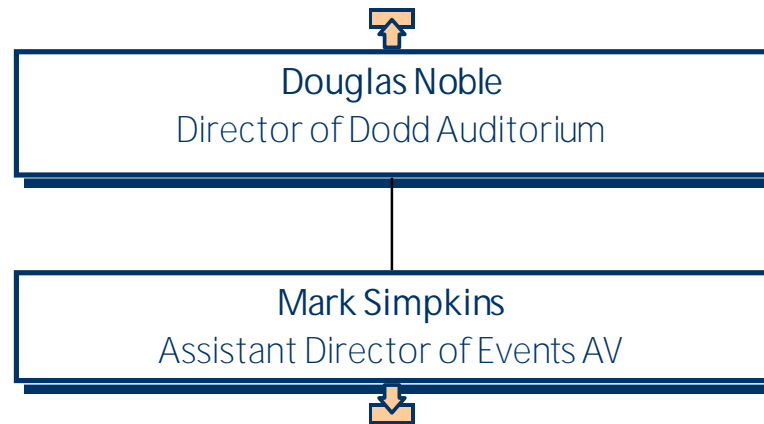 Douglas Noble
Director of Dodd Auditorium
Mark Simpkins
Assistant Director of Events AV